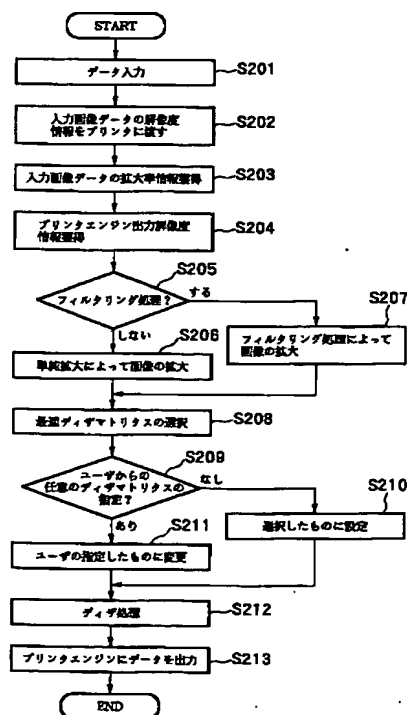 START
データ入力
S201
入力画像データの解像度
情報をプリンタに渡す
S202
入力画像データの拡大率情報獲得
S203
プリンタエンジン出力解像度
情報獲得
S204
フィルタリング処理?
S205
する
しない
単純拡大によって画像の拡大
S206
フィルタリング処理によって
画像の拡大
S207
最適ディザマトリクスの選択
S208
ユーザからの
任意のディザマトリクスの
指定?
S209
なし
あり
選択したものに設定
S210
ユーザの指定したものに変更
S211
ディザ処理
S212
プリンタエンジンにデータを出力
S213
END